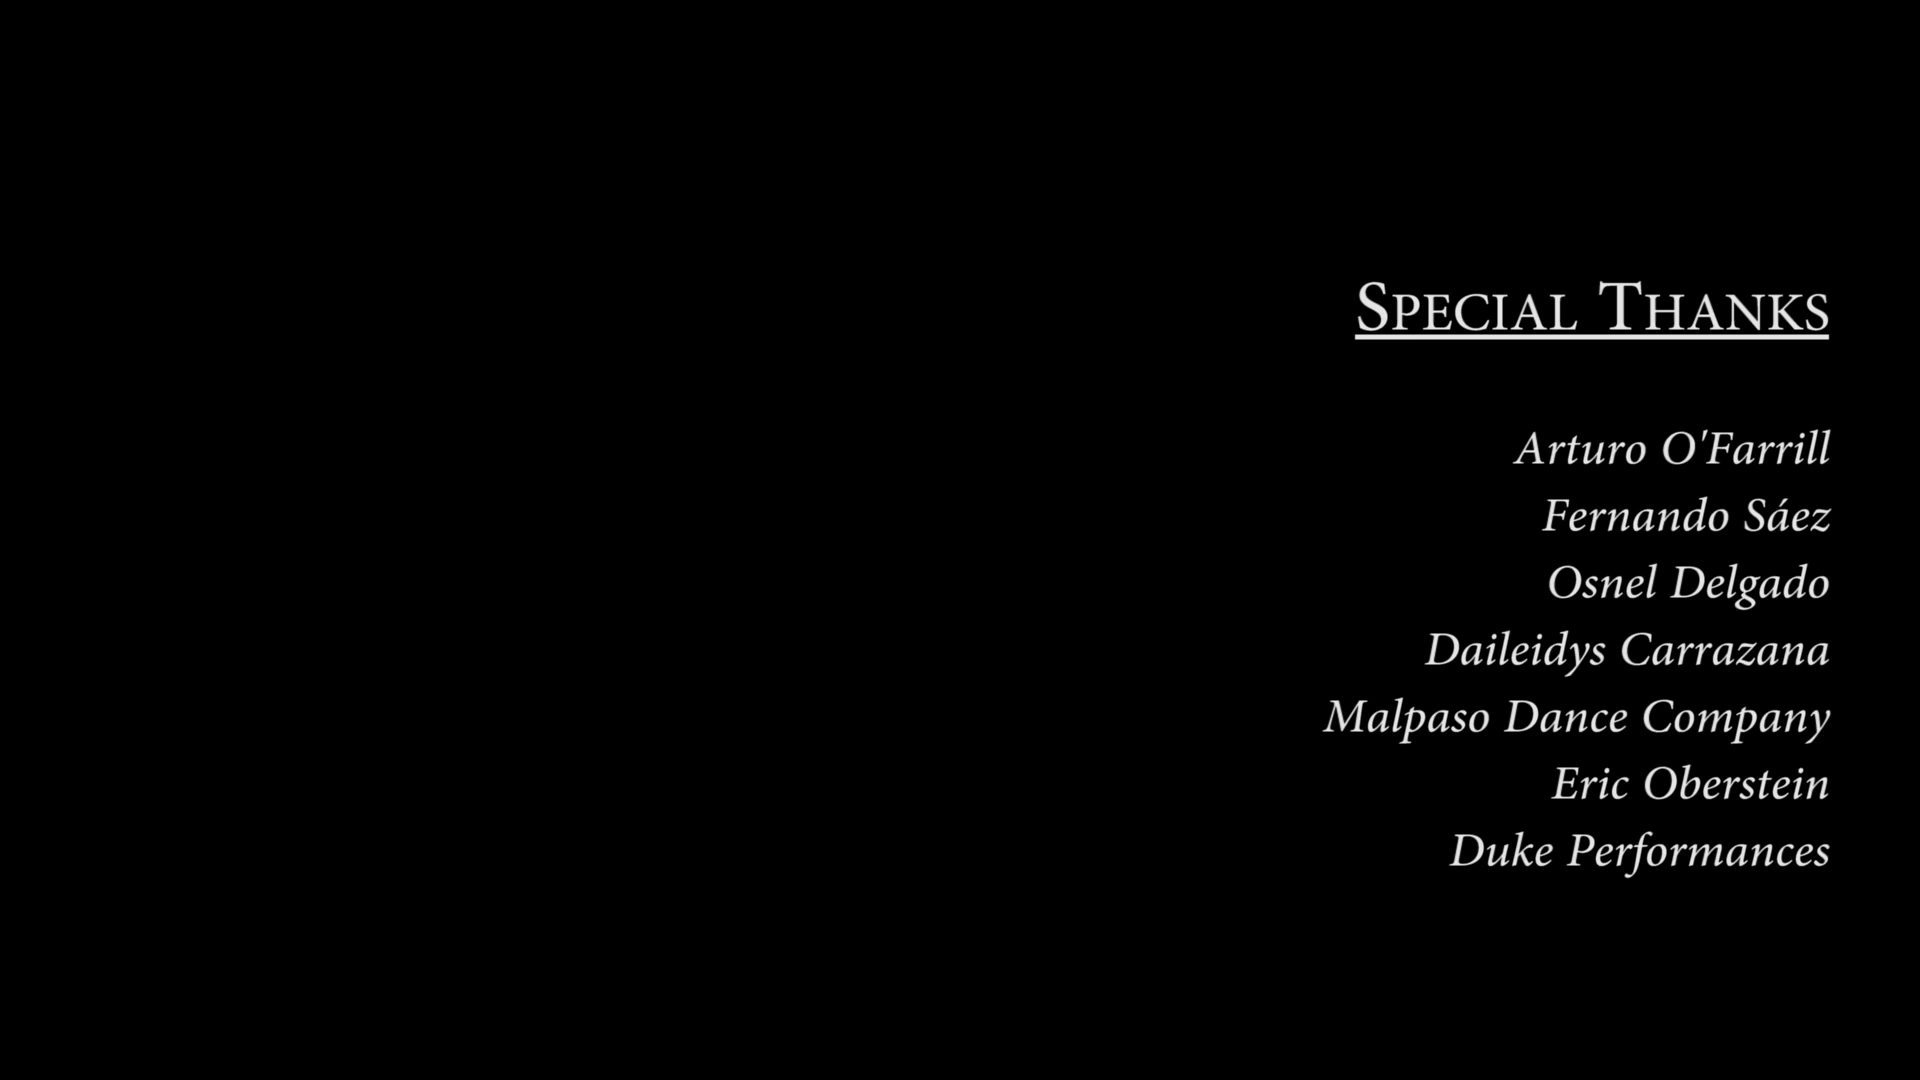 SPECIAL THANKS
Arturo O'Farrill
Fernando Sáez
Osnel Delgado
Daileidys Carrazana
Malpaso Dance Company
Eric Oberstein
Duke Performances